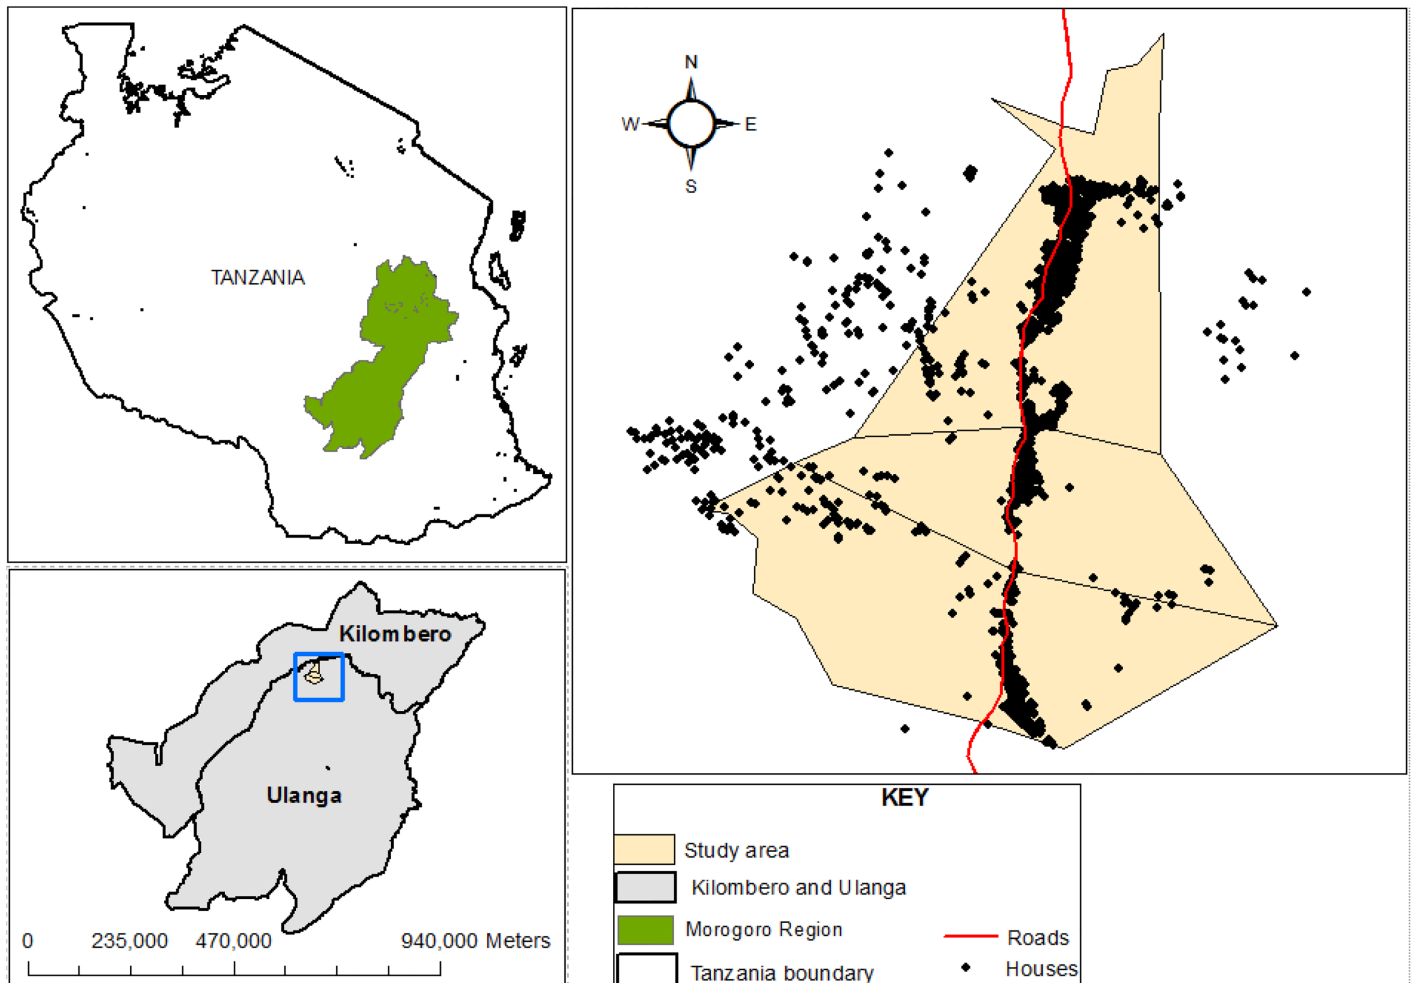 N
W E
S
TANZANIA
Kilombero
Ulanga
0 235,000 470,000 940,000 Meters
KEY
Study area
Kilombero and Ulanga
Morogoro Region
Roads
Tanzania boundary
Houses